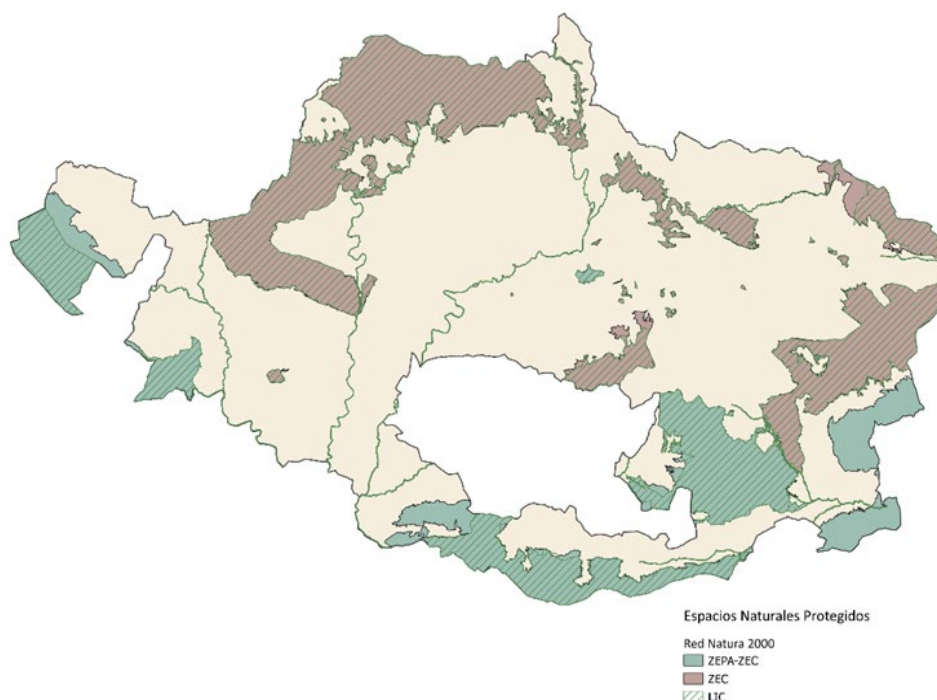 Espacios Naturales Protegidos
Red Natura 2000
ZEPA-ZEC
ZEC
LIC